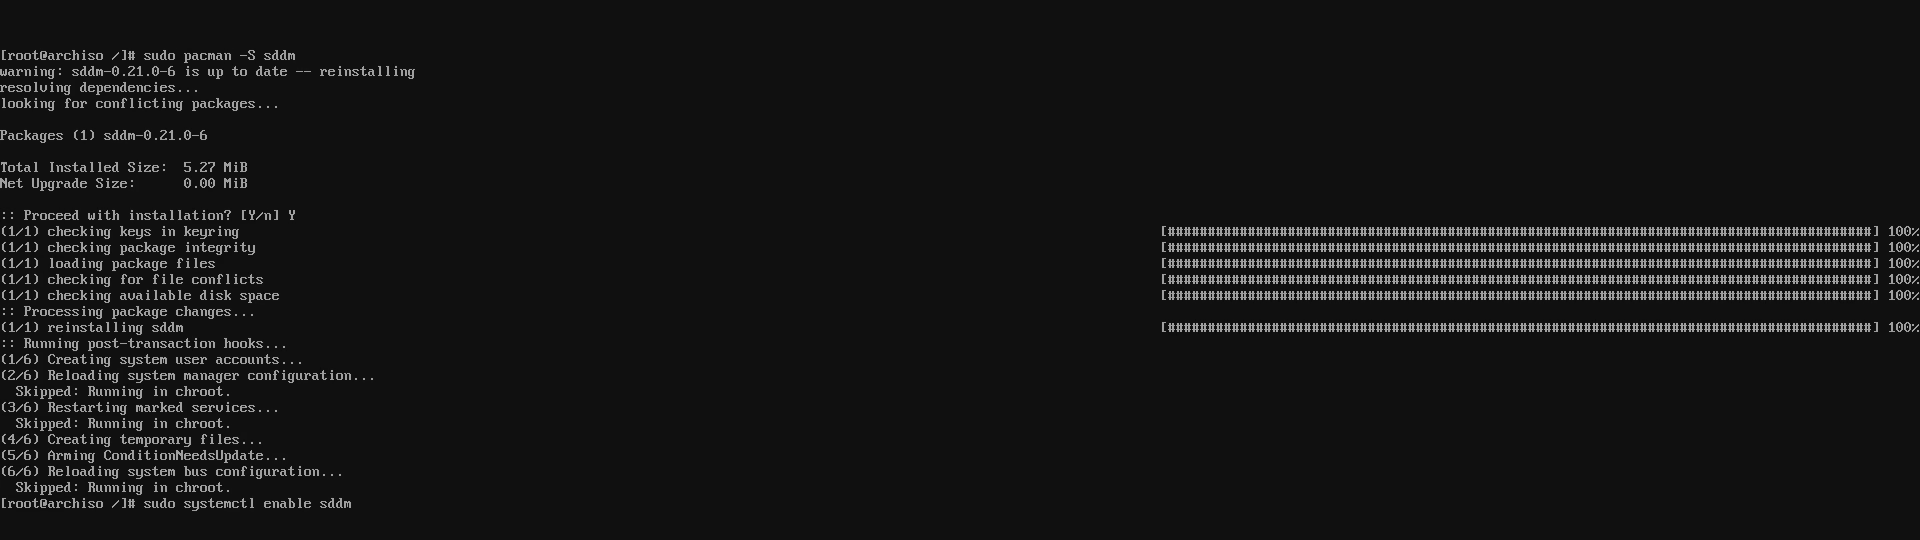 [root@archiso /]# sudo pacman -S sddm
warning: sddm-0.21.0-6 is up to date -- reinstalling
resolving dependencies...
looking for conflicting packages...
Packages (1) sddm-0.21.0-6
Total Installed Size:  5.27 MiB
Net Upgrade Size:      0.00 MiB
:: Proceed with installation? [Y/n] Y
(1/1) checking keys in keyring [########################################################################################] 100%
(1/1) checking package integrity [########################################################################################] 100%
(1/1) loading package files [########################################################################################] 100%
(1/1) checking for file conflicts [########################################################################################] 100%
(1/1) checking available disk space [########################################################################################] 100%
:: Processing package changes...
(1/1) reinstalling sddm [########################################################################################] 100%
:: Running post-transaction hooks...
(1/6) Creating system user accounts...
(2/6) Reloading system manager configuration...
  Skipped: Running in chroot.
(3/6) Restarting marked services...
  Skipped: Running in chroot.
(4/6) Creating temporary files...
(5/6) Arming ConditionNeedsUpdate...
(6/6) Reloading system bus configuration...
  Skipped: Running in chroot.
[root@archiso /]# sudo systemctl enable sddm